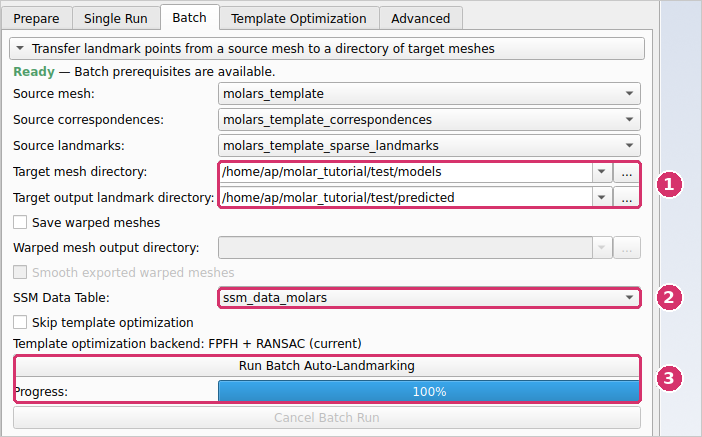 Prepare Single Run Batch Template Optimization Advanced
Transfer landmark points from a source mesh to a directory of target meshes
Ready — Batch prerequisites are available.
Source mesh: molars_template
Source correspondences: molars_template_correspondences
Source landmarks: molars_template_sparse_landmarks
Target mesh directory: /home/ap/molar_tutorial/test/models ...
1
Target output landmark directory: /home/ap/molar_tutorial/test/predicted ...
Save warped meshes
Warped mesh output directory: ...
Smooth exported warped meshes
SSM Data Table: ssm_data_molars 2
Skip template optimization
Template optimization backend: FPFH + RANSAC (current)
Run Batch Auto-Landmarking
3
Progress: 100%
Cancel Batch Run